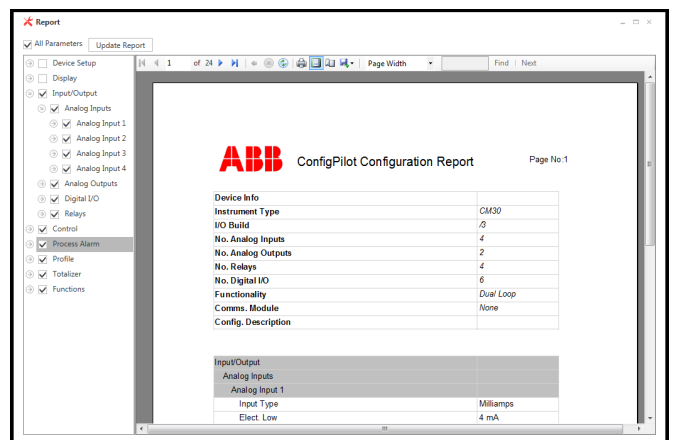 Report
All Parameters Update Report
Device Setup
Display
Input/Output
Analog Inputs
Analog Input 1
Analog Input 2
Analog Input 3
Analog Input 4
Analog Outputs
Digital I/O
Relays
Control
Process Alarm
Profile
Totalizer
Functions
1 of 24 Page Width Find | Next
ABB ConfigPilot Configuration Report Page No:1
Device Info
Instrument Type CM30
I/O Build /3
No. Analog Inputs 4
No. Analog Outputs 2
No. Relays 4
No. Digital I/O 6
Functionality Dual Loop
Comms. Module None
Config. Description
Input/Output
Analog Inputs
Analog Input 1
Input Type Milliamps
Elect. Low 4 mA